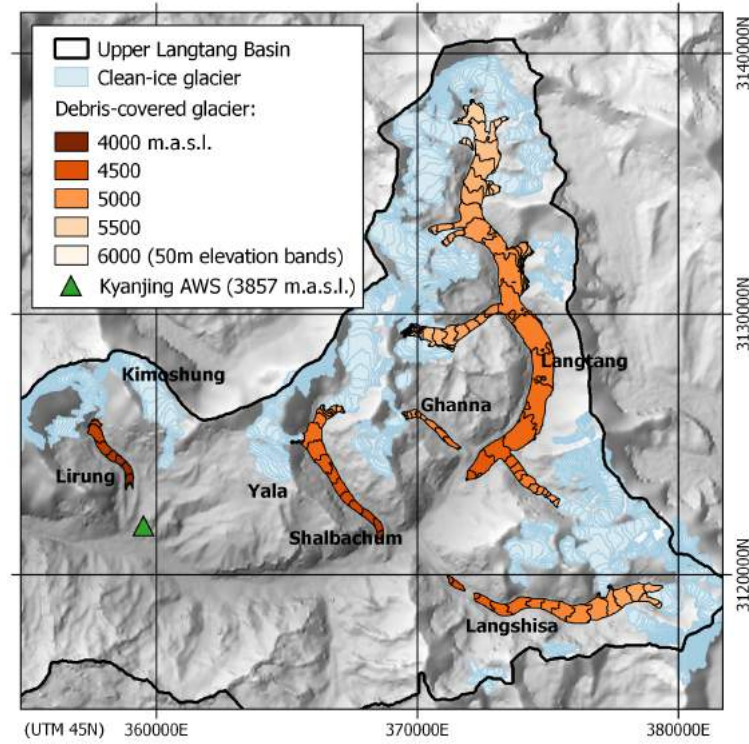 Upper Langtang Basin
Clean-ice glacier
Debris-covered glacier:
4000 m.a.s.l.
4500
5000
5500
6000 (50m elevation bands)
Kyanjing AWS (3857 m.a.s.l.)
3140000N
3130000N
3120000N
Kimoshung
Langtang
Ghanna
Lirung
Yala
Shalbachum
Langshisa
(UTM 45N)
360000E
370000E
380000E